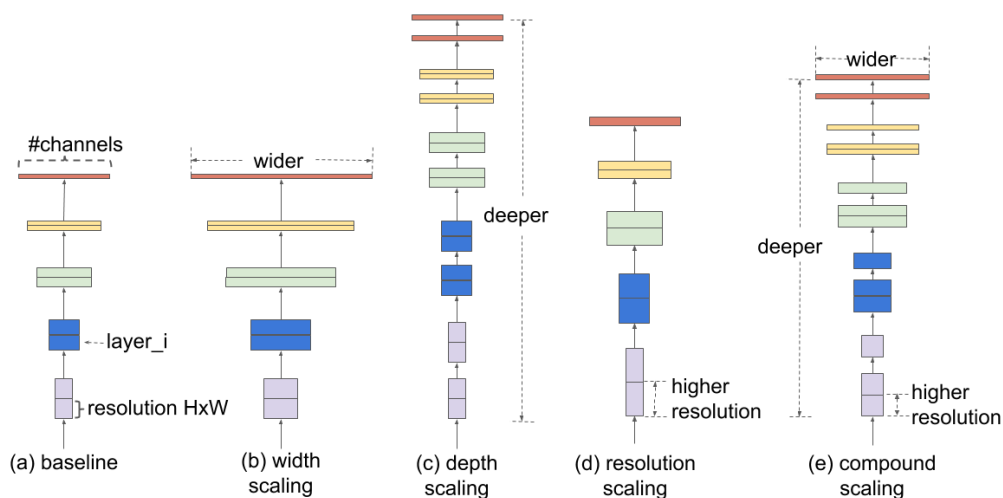 #channels
layer_i
resolution HxW
(a) baseline
wider
(b) width
scaling
deeper
(c) depth
scaling
higher
resolution
(d) resolution
scaling
wider
deeper
higher
resolution
(e) compound
scaling